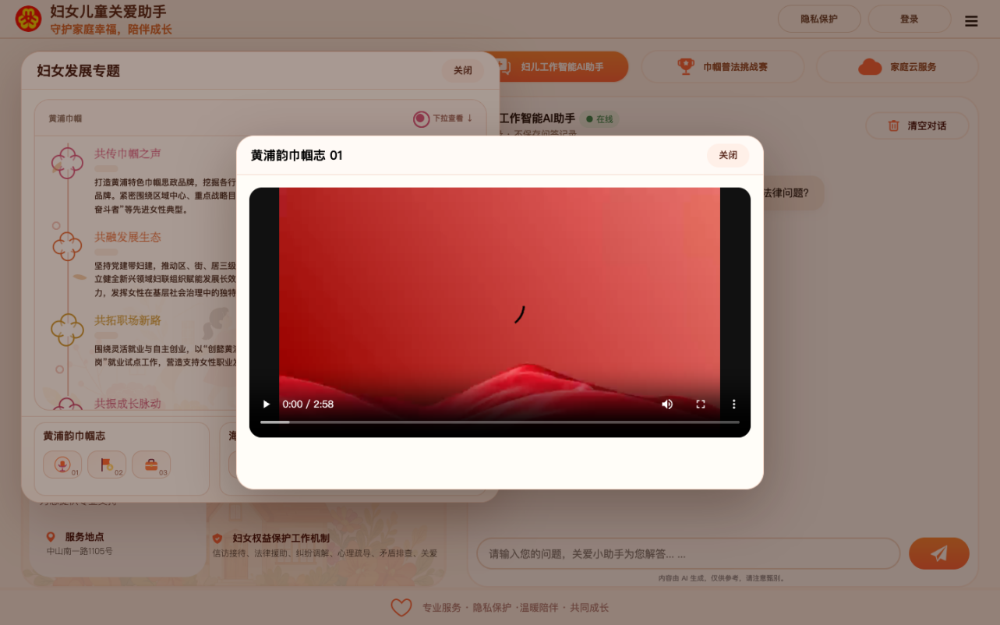 妇女儿童关爱助手
守护家庭幸福，陪伴成长
隐私保护
登录
妇女发展专题
关闭
妇儿工作智能AI助手
巾帼普法挑战赛
家庭云服务
黄浦巾帼
下拉查看 ↓
工作智能AI助手
在线
不保存问答记录
清空对话
共传巾帼之声
打造黄浦特色巾帼思政品牌，挖掘各行
品牌。紧密围绕区域中心、重点战略目
奋斗者”等先进女性典型。
共融发展生态
坚持党建带妇建，推动区、街、居三级
立健全新兴领域妇联组织赋能发展长效
力，发挥女性在基层社会治理中的独特
共拓职场新路
围绕灵活就业与自主创业，以“创懿黄
岗”就业试点工作，营造支持女性职业发
共振成长脉动
黄浦韵巾帼志 01
关闭
法律问题?
0:00 / 2:58
黄浦韵巾帼志
01
02
03
服务地点
中山南一路1105号
妇女权益保护工作机制
信访接待、法律援助、纠纷调解、心理疏导、矛盾排查、关爱
请输入您的问题，关爱小助手为您解答... ...
内容由 AI 生成，仅供参考，请注意甄别。
专业服务 · 隐私保护 ·温暖陪伴 · 共同成长